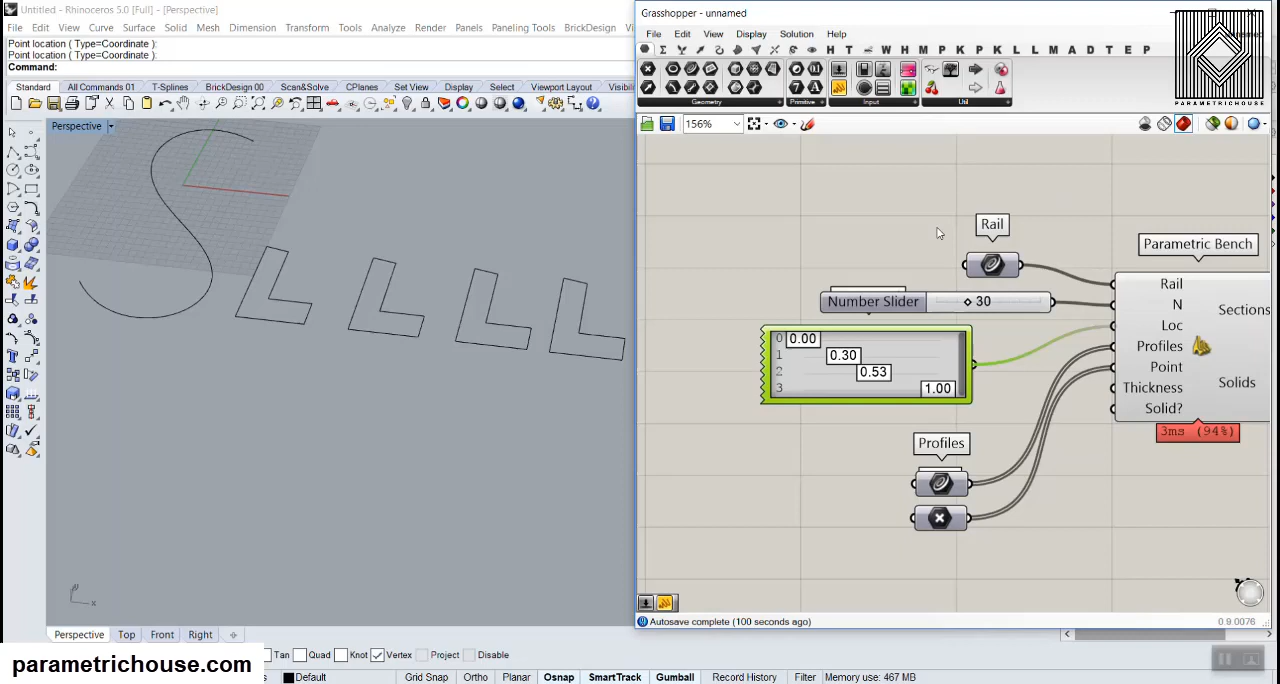 Untitled - Rhinoceros 5.0 [Full] - [Perspective]
File Edit View Curve Surface Solid Mesh Dimension Transform Tools Analyze Render Panels Paneling Tools BrickDesign
Point location ( Type=Coordinate ):
Point location ( Type=Coordinate ):
Command:
Standard All Commands 01 T-Splines BrickDesign 00 Scan&Solve CPlanes Set View Display Select Viewport Layout
Perspective
Grasshopper - unnamed
File Edit View Display Solution Help
H T W H M P K P K L L M A D T E P
Geometry Primitive Input Util
156%
PARAMETRICHOUSE
Rail
Parametric Bench
Number Slider 30
0 0.00
1 0.30
2 0.53
3 1.00
Rail
N
Loc
Profiles
Point
Thickness
Solid?
Sections
Solids
3ms (94%)
Profiles
Autosave complete (100 seconds ago)
0.9.0076
x
Perspective Top Front Right
Tan Quad Knot Vertex Project Disable
Default Grid Snap Ortho Planar Osnap SmartTrack Gumball Record History Filter Memory use: 467 MB
parametrichouse.com